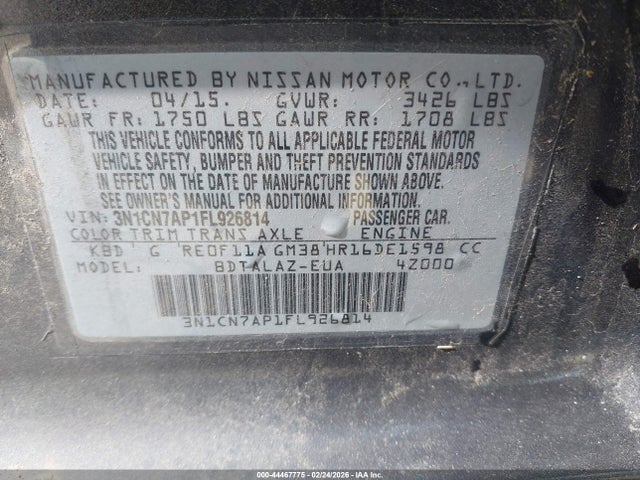 MANUFACTURED BY NISSAN MOTOR CO., LTD.
DATE: 04/15. GVWR: 3426 LBS
GAWR FR: 1750 LBS GAWR RR: 1708 LBS
THIS VEHICLE CONFORMS TO ALL APPLICABLE FEDERAL MOTOR
VEHICLE SAFETY, BUMPER AND THEFT PREVENTION STANDARDS
IN EFFECT ON THE DATE OF MANUFACTURE SHOWN ABOVE.
SEE OWNER'S MANUAL FOR ADDITIONAL INFORMATION.
VIN: 3N1CN7AP1FL926814 PASSENGER CAR.
COLOR TRIM TRANS AXLE ENGINE
KBD G RE0F11A GM38 HR16DE1598 CC
MODEL: BDTALAZ-EUA 4Z000
3N1CN7AP1FL926814
000-44467775 - 02/24/2026 - IAA, Inc.